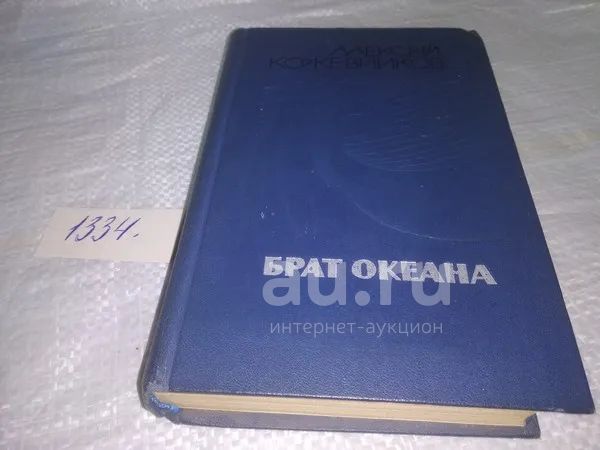 АЛЕКСЕЙ
КОЖЕВНИКОВ
1334.
БРАТ ОКЕАНА
au.ru
интернет-аукцион